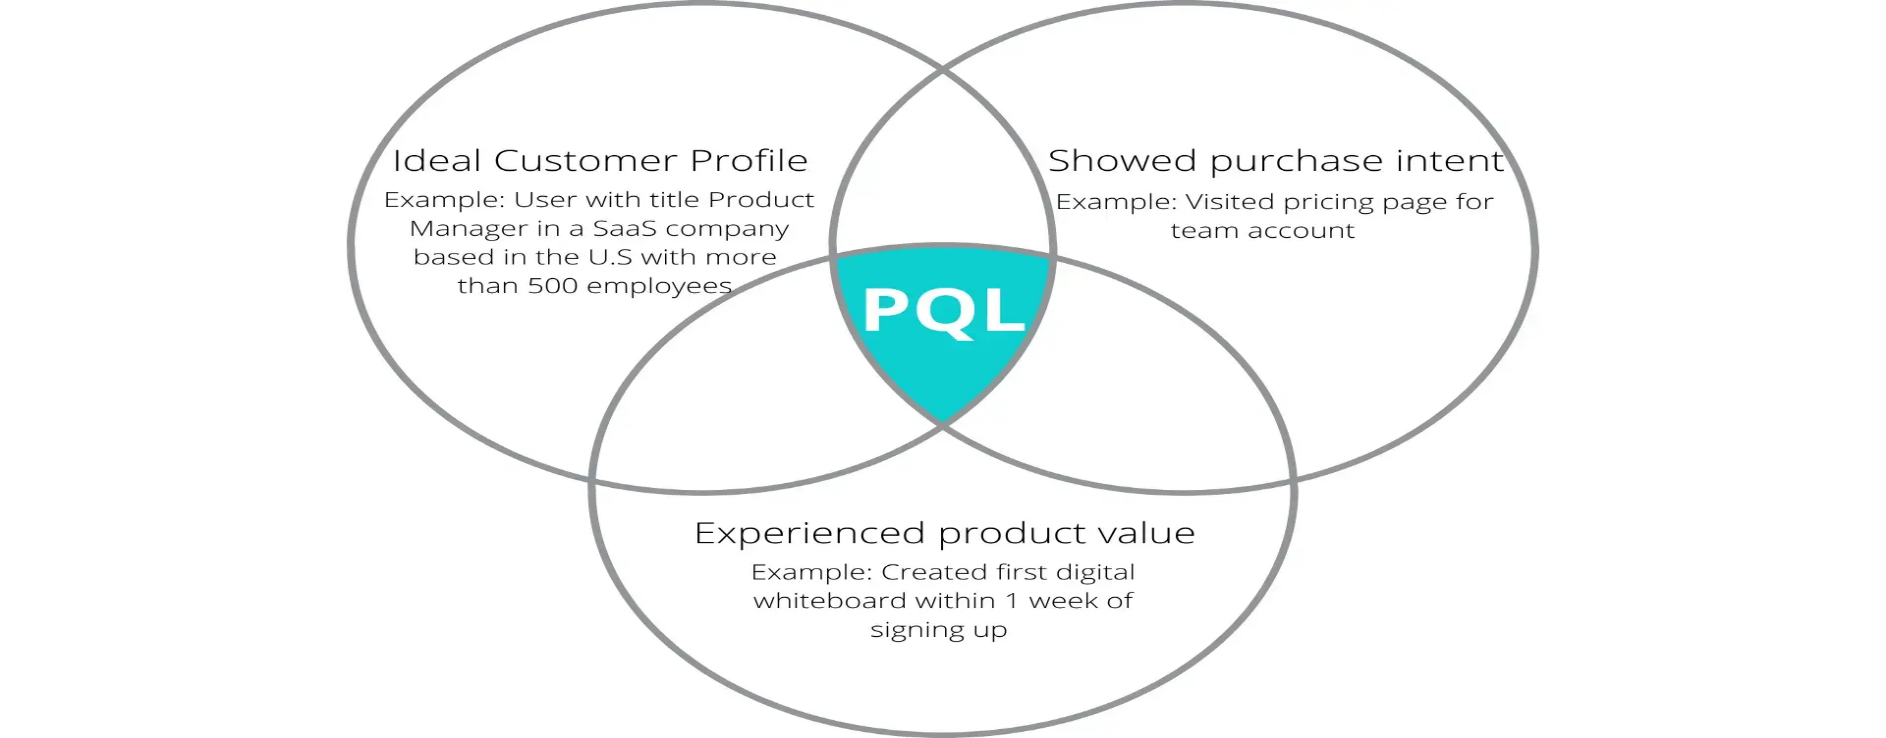 Ideal Customer Profile
Example: User with title Product
Manager in a SaaS company
based in the U.S with more
than 500 employees
Showed purchase intent
Example: Visited pricing page for
team account
PQL
Experienced product value
Example: Created first digital
whiteboard within 1 week of
signing up